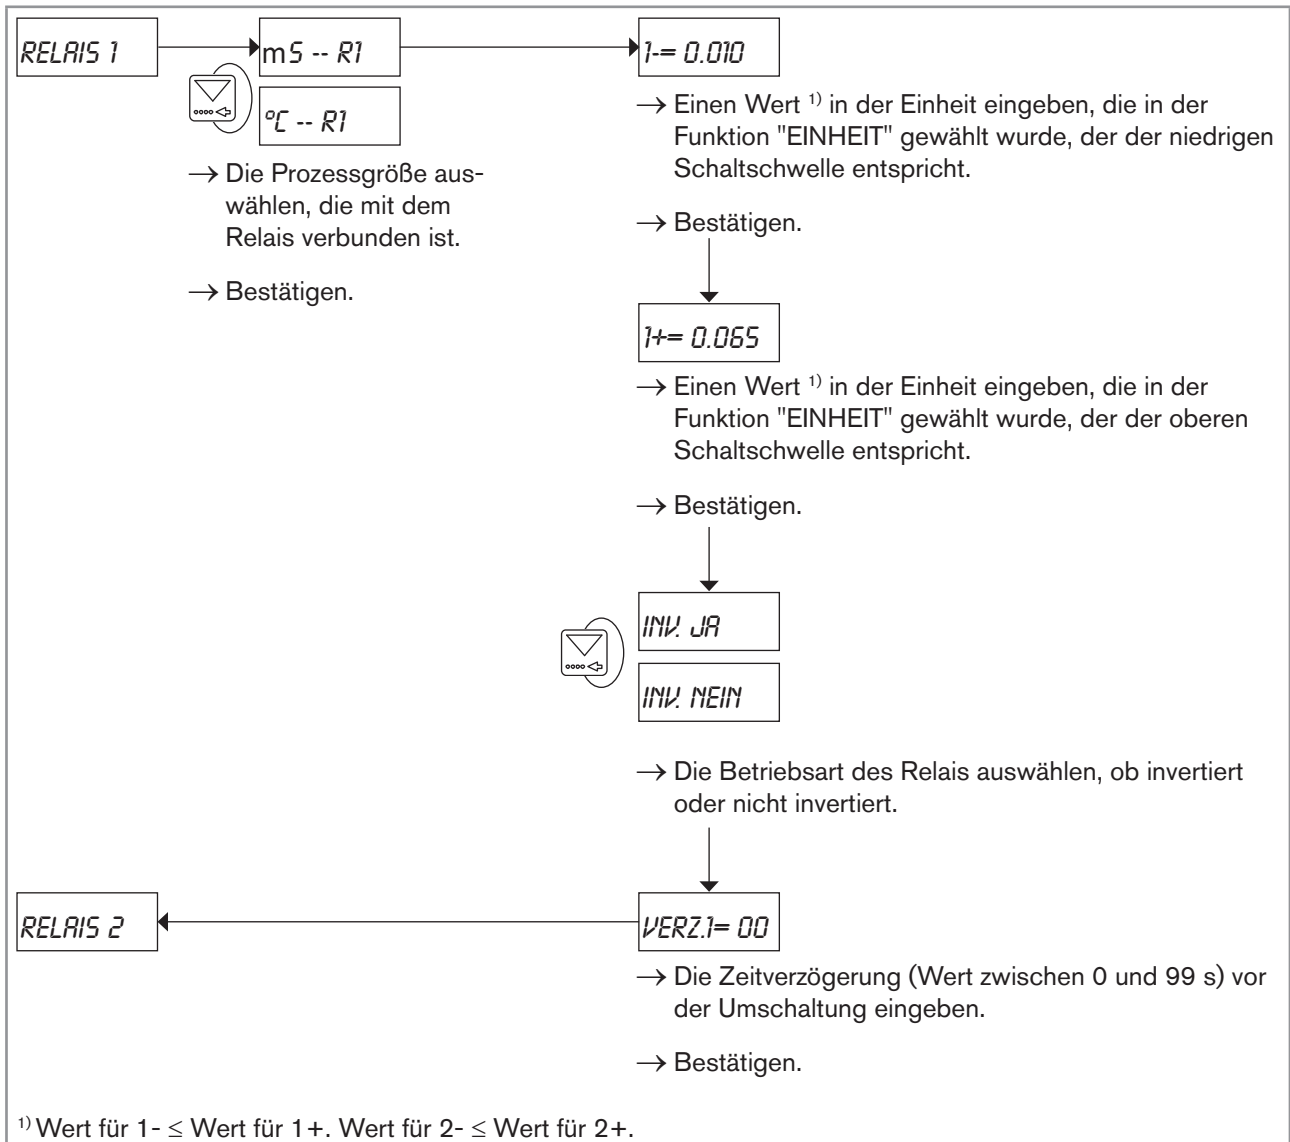 RELAIS 1
mS -- R1
°C -- R1
→ Die Prozessgröße aus-
wählen, die mit dem
Relais verbunden ist.
→ Bestätigen.
1-= 0.010
→ Einen Wert 1) in der Einheit eingeben, die in der
Funktion "EINHEIT" gewählt wurde, der der niedrigen
Schaltschwelle entspricht.
→ Bestätigen.
1+= 0.065
→ Einen Wert 1) in der Einheit eingeben, die in der
Funktion "EINHEIT" gewählt wurde, der der oberen
Schaltschwelle entspricht.
→ Bestätigen.
INV. JA
INV. NEIN
→ Die Betriebsart des Relais auswählen, ob invertiert
oder nicht invertiert.
VERZ.1= 00
→ Die Zeitverzögerung (Wert zwischen 0 und 99 s) vor
der Umschaltung eingeben.
→ Bestätigen.
RELAIS 2
1) Wert für 1- ≤ Wert für 1+. Wert für 2- ≤ Wert für 2+.